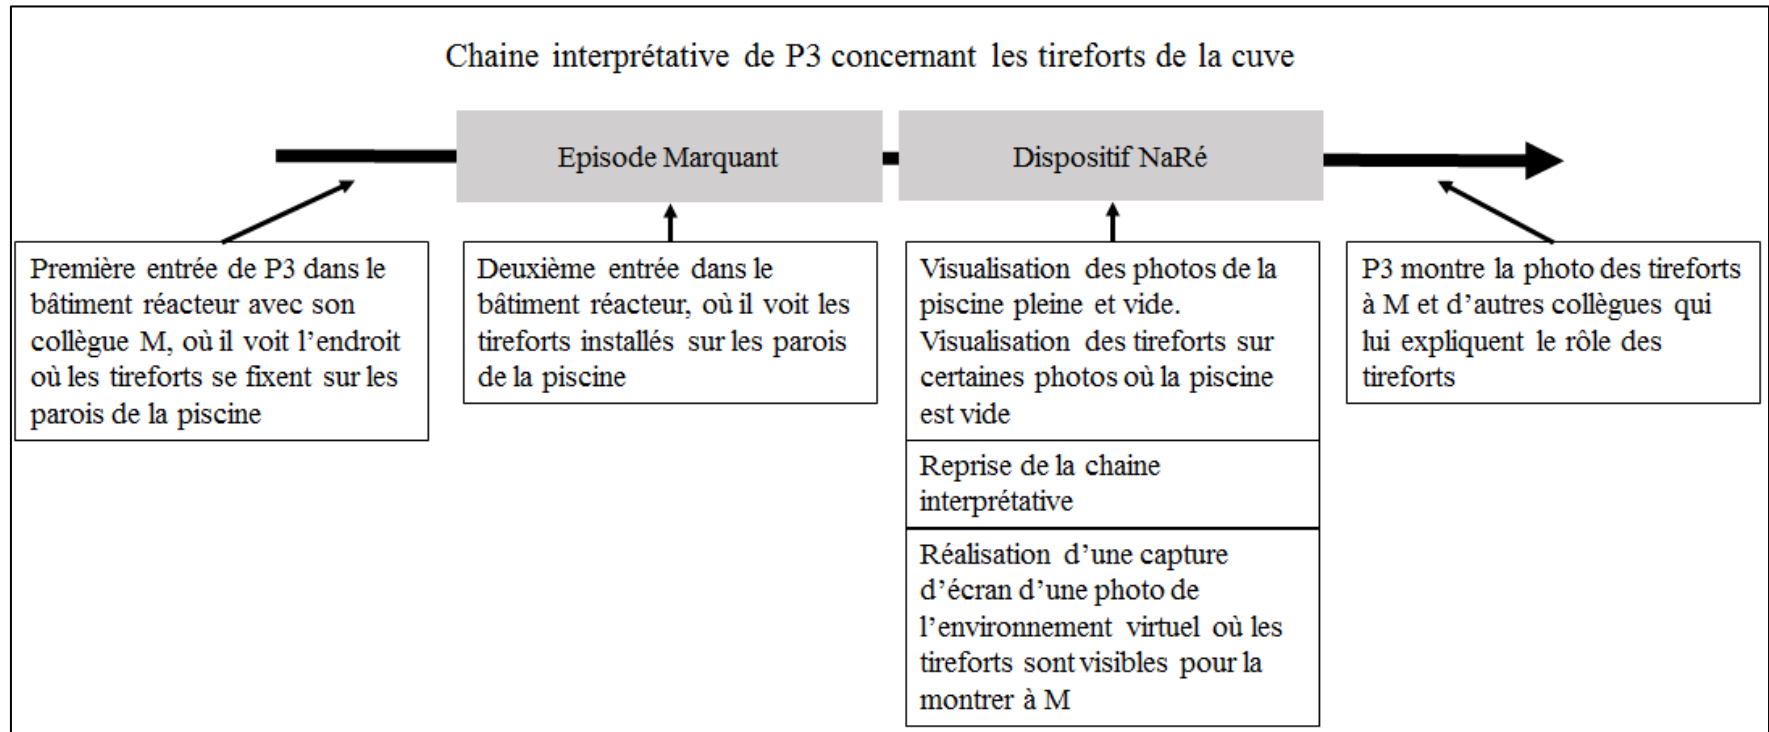 Chaine interprétative de P3 concernant les tireforts de la cuve
Episode Marquant
Dispositif NaRé
Première entrée de P3 dans le
bâtiment réacteur avec son
collègue M, où il voit l’endroit
où les tireforts se fixent sur les
parois de la piscine
Deuxième entrée dans le
bâtiment réacteur, où il voit les
tireforts installés sur les parois
de la piscine
Visualisation des photos de la
piscine pleine et vide.
Visualisation des tireforts sur
certaines photos où la piscine
est vide
Reprise de la chaine
interprétative
Réalisation d’une capture
d’écran d’une photo de
l’environnement virtuel où les
tireforts sont visibles pour la
montrer à M
P3 montre la photo des tireforts
à M et d’autres collègues qui
lui expliquent le rôle des
tireforts